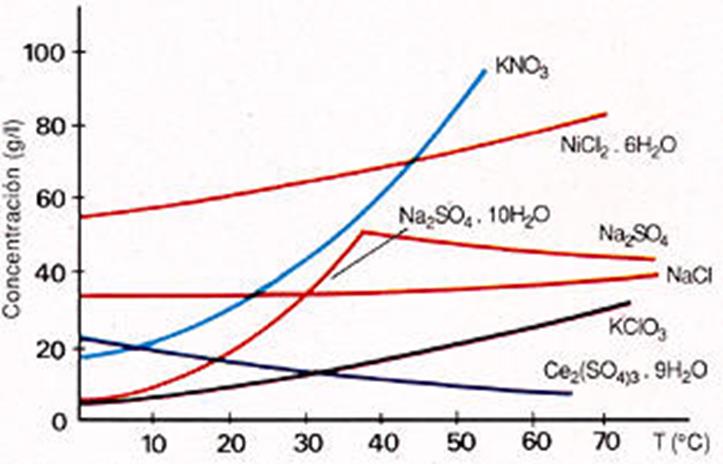 Concentración (g/l)
100
80
60
40
20
0
10
20
30
40
50
60
70
T (°C)
KNO₃
NiCl₂ . 6H₂O
Na₂SO₄ . 10H₂O
Na₂SO₄
NaCl
KClO₃
Ce₂(SO₄)₃ . 9H₂O